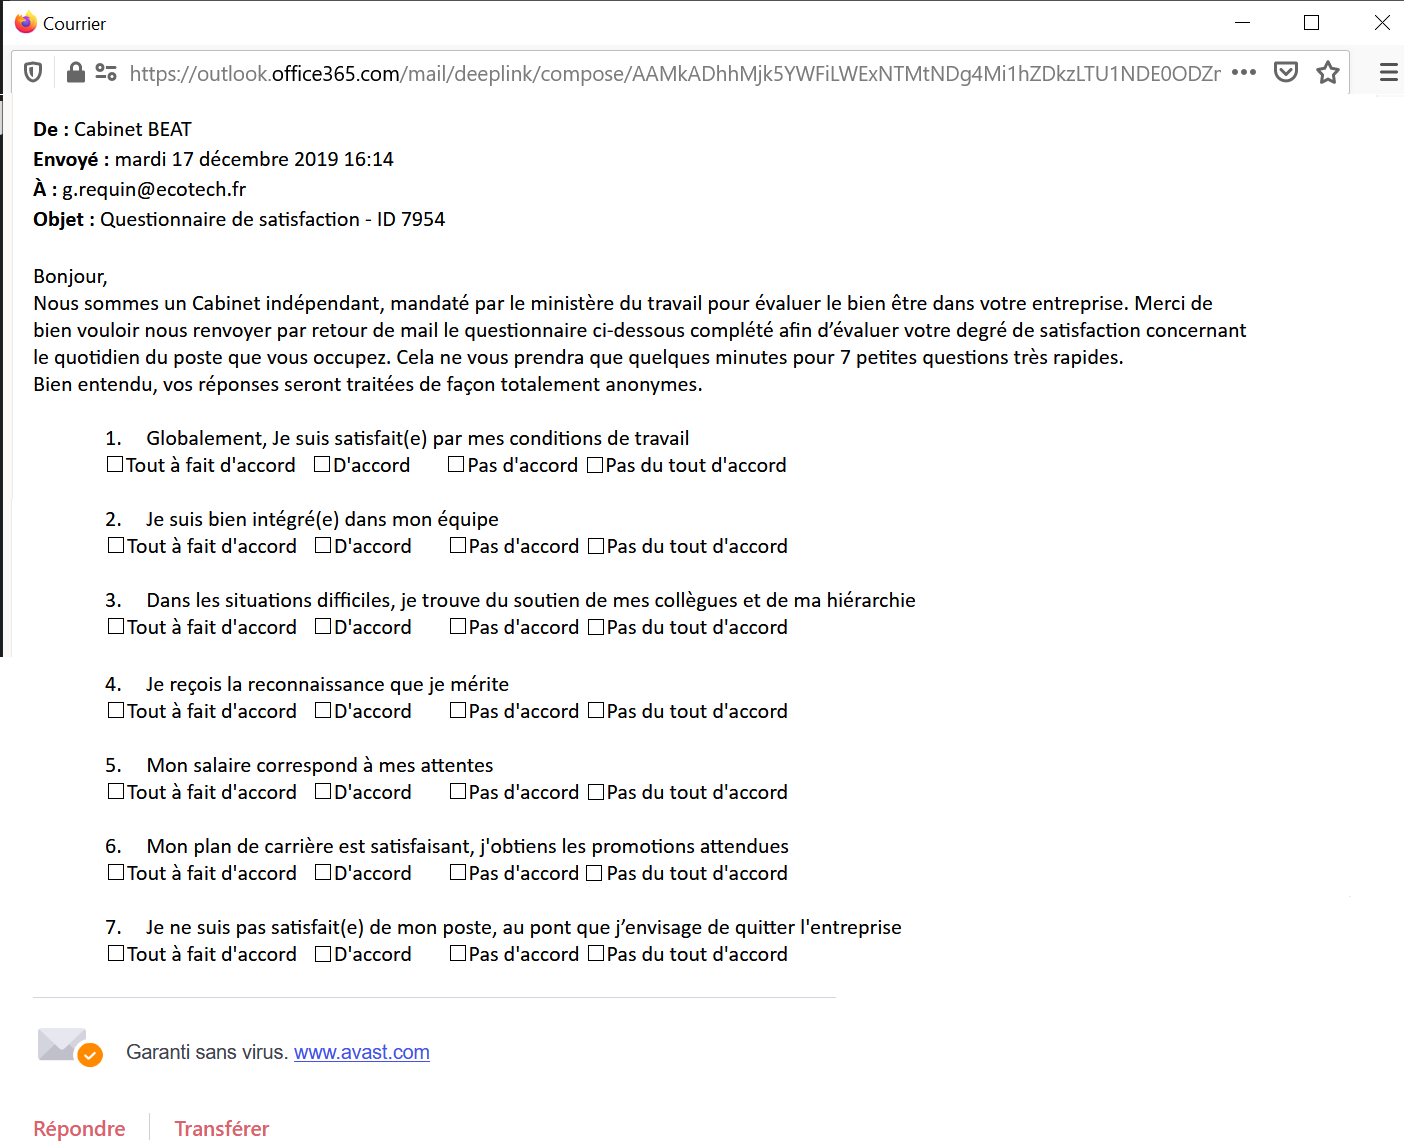 Courrier
https://outlook.office365.com/mail/deeplink/compose/AAMkADhhMjk5YWFiLWExNTMtNDg4Mi1hZDkzLTU1NDE0ODZr
De : Cabinet BEAT
Envoyé : mardi 17 décembre 2019 16:14
À : g.requin@ecotech.fr
Objet : Questionnaire de satisfaction - ID 7954
Bonjour,
Nous sommes un Cabinet indépendant, mandaté par le ministère du travail pour évaluer le bien être dans votre entreprise. Merci de
bien vouloir nous renvoyer par retour de mail le questionnaire ci-dessous complété afin d’évaluer votre degré de satisfaction concernant
le quotidien du poste que vous occupez. Cela ne vous prendra que quelques minutes pour 7 petites questions très rapides.
Bien entendu, vos réponses seront traitées de façon totalement anonymes.
1. Globalement, Je suis satisfait(e) par mes conditions de travail
☐Tout à fait d'accord ☐D'accord ☐Pas d'accord ☐Pas du tout d'accord
2. Je suis bien intégré(e) dans mon équipe
☐Tout à fait d'accord ☐D'accord ☐Pas d'accord ☐Pas du tout d'accord
3. Dans les situations difficiles, je trouve du soutien de mes collègues et de ma hiérarchie
☐Tout à fait d'accord ☐D'accord ☐Pas d'accord ☐Pas du tout d'accord
4. Je reçois la reconnaissance que je mérite
☐Tout à fait d'accord ☐D'accord ☐Pas d'accord ☐Pas du tout d'accord
5. Mon salaire correspond à mes attentes
☐Tout à fait d'accord ☐D'accord ☐Pas d'accord ☐Pas du tout d'accord
6. Mon plan de carrière est satisfaisant, j'obtiens les promotions attendues
☐Tout à fait d'accord ☐D'accord ☐Pas d'accord ☐Pas du tout d'accord
7. Je ne suis pas satisfait(e) de mon poste, au pont que j’envisage de quitter l'entreprise
☐Tout à fait d'accord ☐D'accord ☐Pas d'accord ☐Pas du tout d'accord
Garanti sans virus. www.avast.com
Répondre Transférer